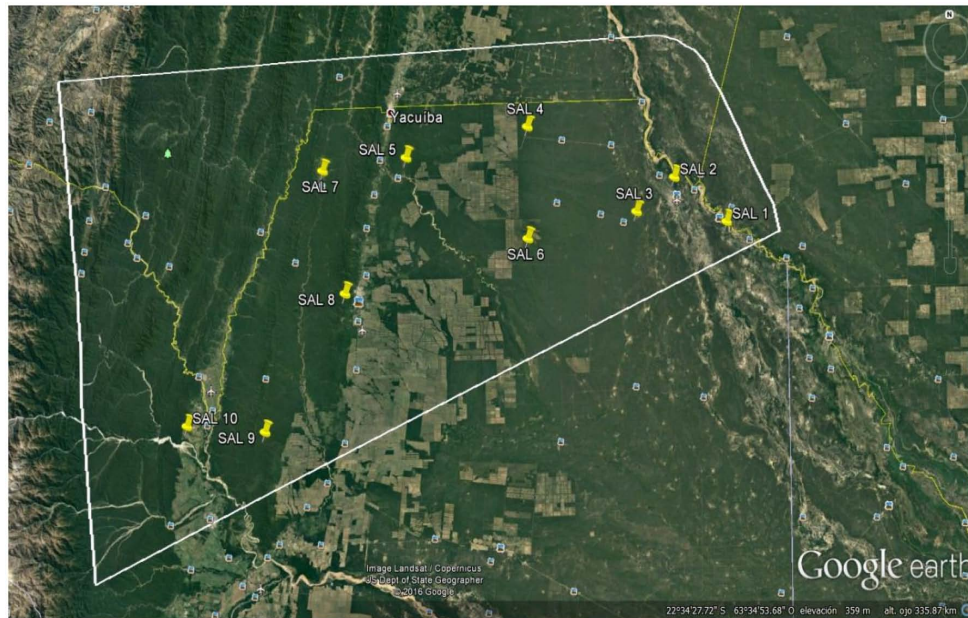 N
Yacuiba
SAL 4
SAL 5
SAL 7
SAL 2
SAL 3
SAL 1
SAL 6
SAL 8
SAL 10
SAL 9
Image Landsat / Copernicus
US Dept of State Geographer
© 2016 Google
Google earth
22°34'27.72" S 63°34'53.68" O elevación 359 m alt. ojo 335.87 km